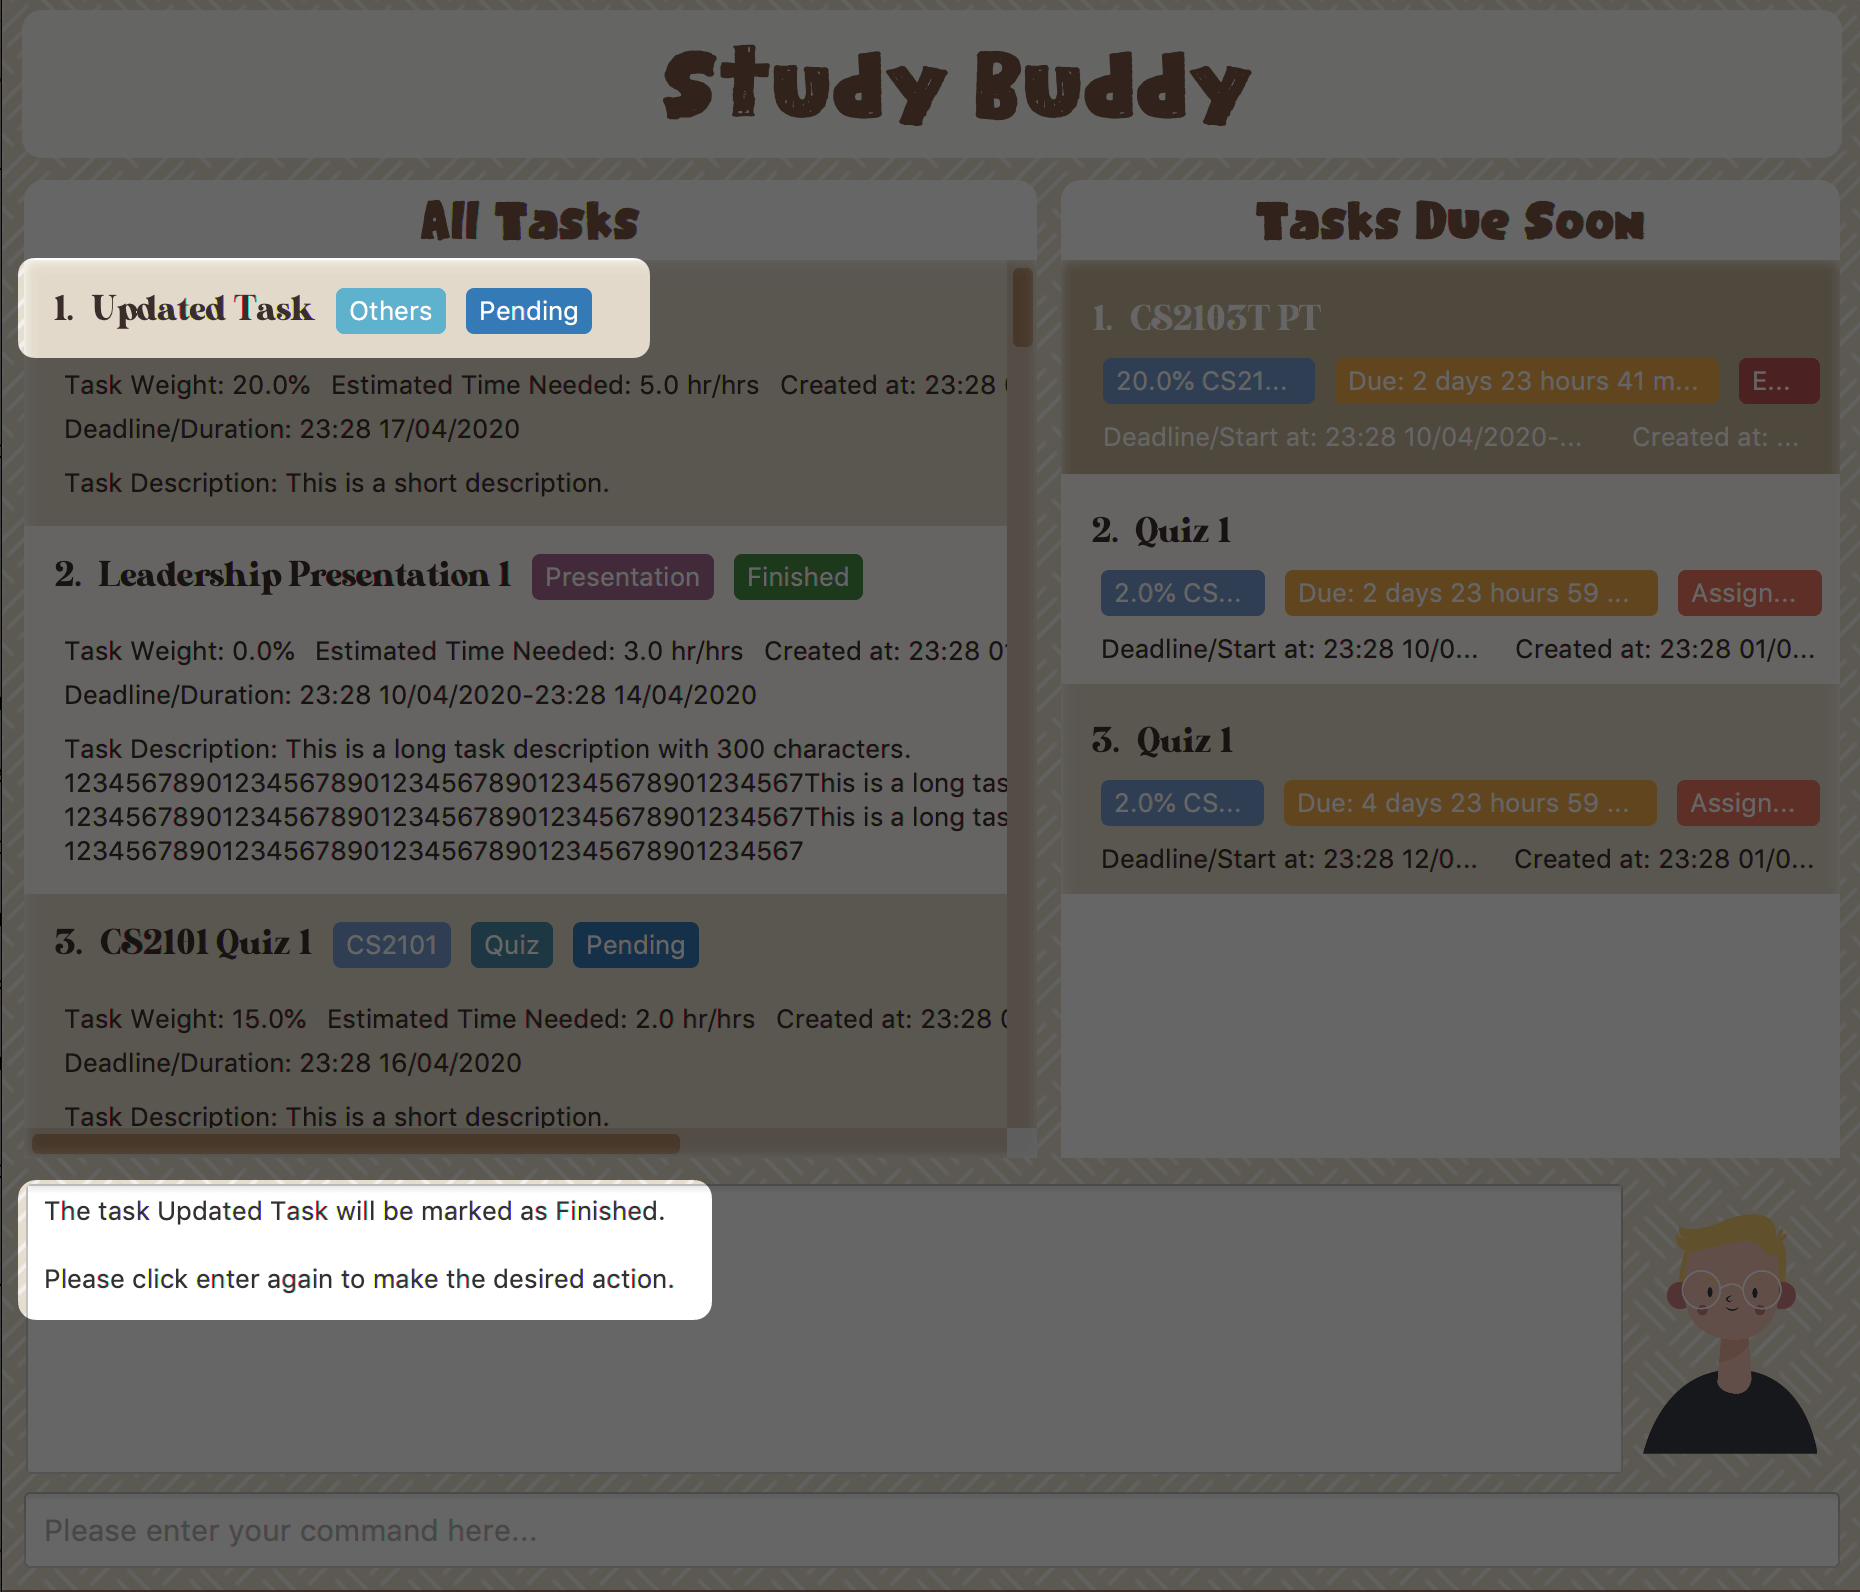 Study Buddy
All Tasks
1. Updated Task Others Pending
Task Weight: 20.0% Estimated Time Needed: 5.0 hr/hrs Created at: 23:28
Deadline/Duration: 23:28 17/04/2020
Task Description: This is a short description.
2. Leadership Presentation 1 Presentation Finished
Task Weight: 0.0% Estimated Time Needed: 3.0 hr/hrs Created at: 23:28 01
Deadline/Duration: 23:28 10/04/2020-23:28 14/04/2020
Task Description: This is a long task description with 300 characters.
12345678901234567890123456789012345678901234567This is a long tas
12345678901234567890123456789012345678901234567This is a long tas
12345678901234567890123456789012345678901234567
3. CS2101 Quiz 1 CS2101 Quiz Pending
Task Weight: 15.0% Estimated Time Needed: 2.0 hr/hrs Created at: 23:28
Deadline/Duration: 23:28 16/04/2020
Task Description: This is a short description.
Tasks Due Soon
1. CS2103T PT
20.0% CS21... Due: 2 days 23 hours 41 m... E...
Deadline/Start at: 23:28 10/04/2020-... Created at: ...
2. Quiz 1
2.0% CS... Due: 2 days 23 hours 59 ... Assign...
Deadline/Start at: 23:28 10/0... Created at: 23:28 01/0...
3. Quiz 1
2.0% CS... Due: 4 days 23 hours 59 ... Assign...
Deadline/Start at: 23:28 12/0... Created at: 23:28 01/0...
The task Updated Task will be marked as Finished.
Please click enter again to make the desired action.
Please enter your command here...